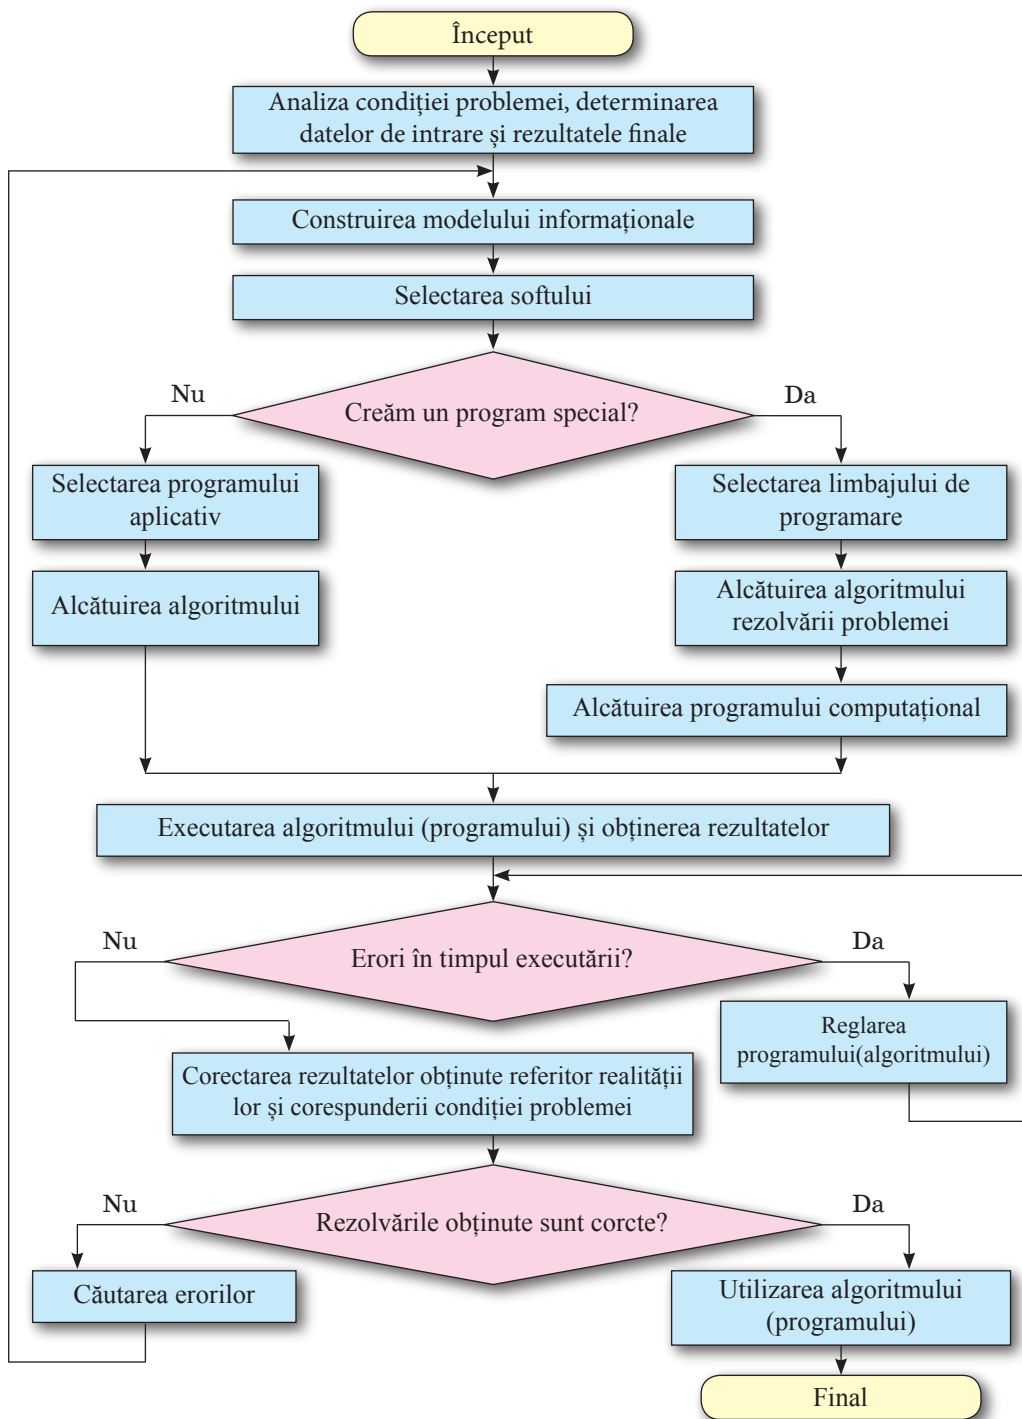 Început
Analiza condiției problemei, determinarea
datelor de intrare și rezultatele finale
Construirea modelului informaționale
Selectarea softului
Nu
Da
Creăm un program special?
Selectarea programului
aplicativ
Selectarea limbajului de
programare
Alcătuirea algoritmului
Alcătuirea algoritmului
rezolvării problemei
Alcătuirea programului computațional
Executarea algoritmului (programului) și obținerea rezultatelor
Nu
Da
Erori în timpul executării?
Reglarea
programului(algoritmului)
Corectarea rezultatelor obținute referitor realității
lor și corespunderii condiției problemei
Nu
Da
Rezolvările obținute sunt corcte?
Căutarea erorilor
Utilizarea algoritmului
(programului)
Final